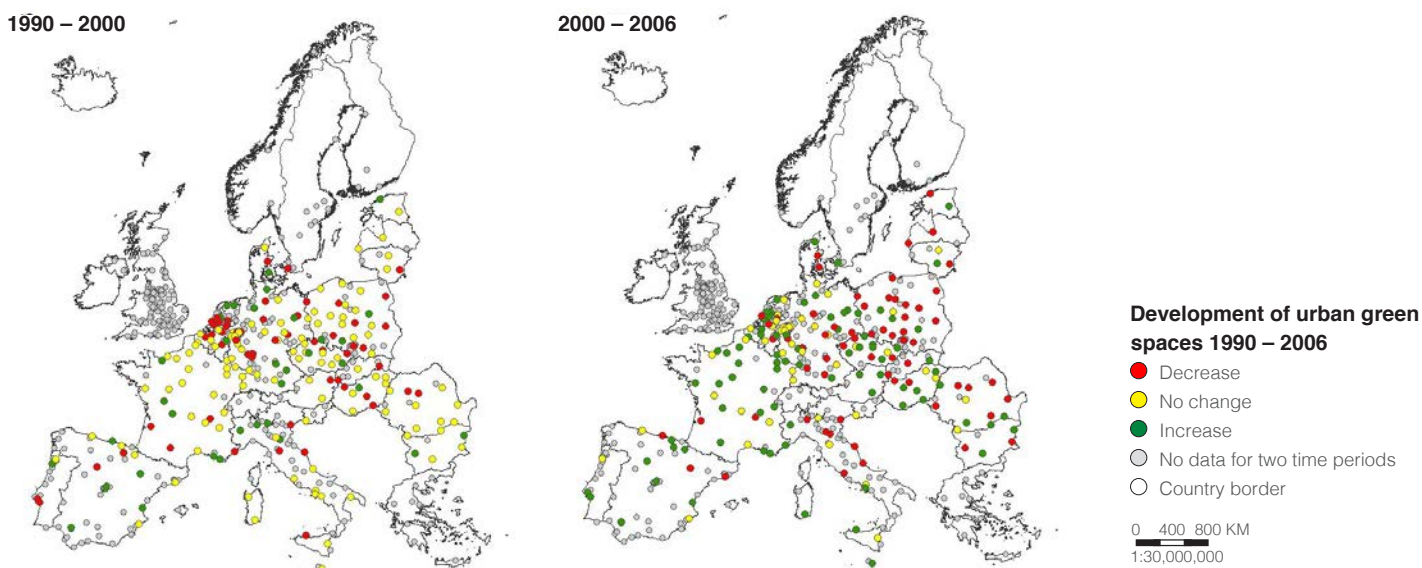 1990 – 2000
2000 – 2006
Development of urban green
spaces 1990 – 2006
Decrease
No change
Increase
No data for two time periods
Country border
0 400 800 KM
1:30,000,000